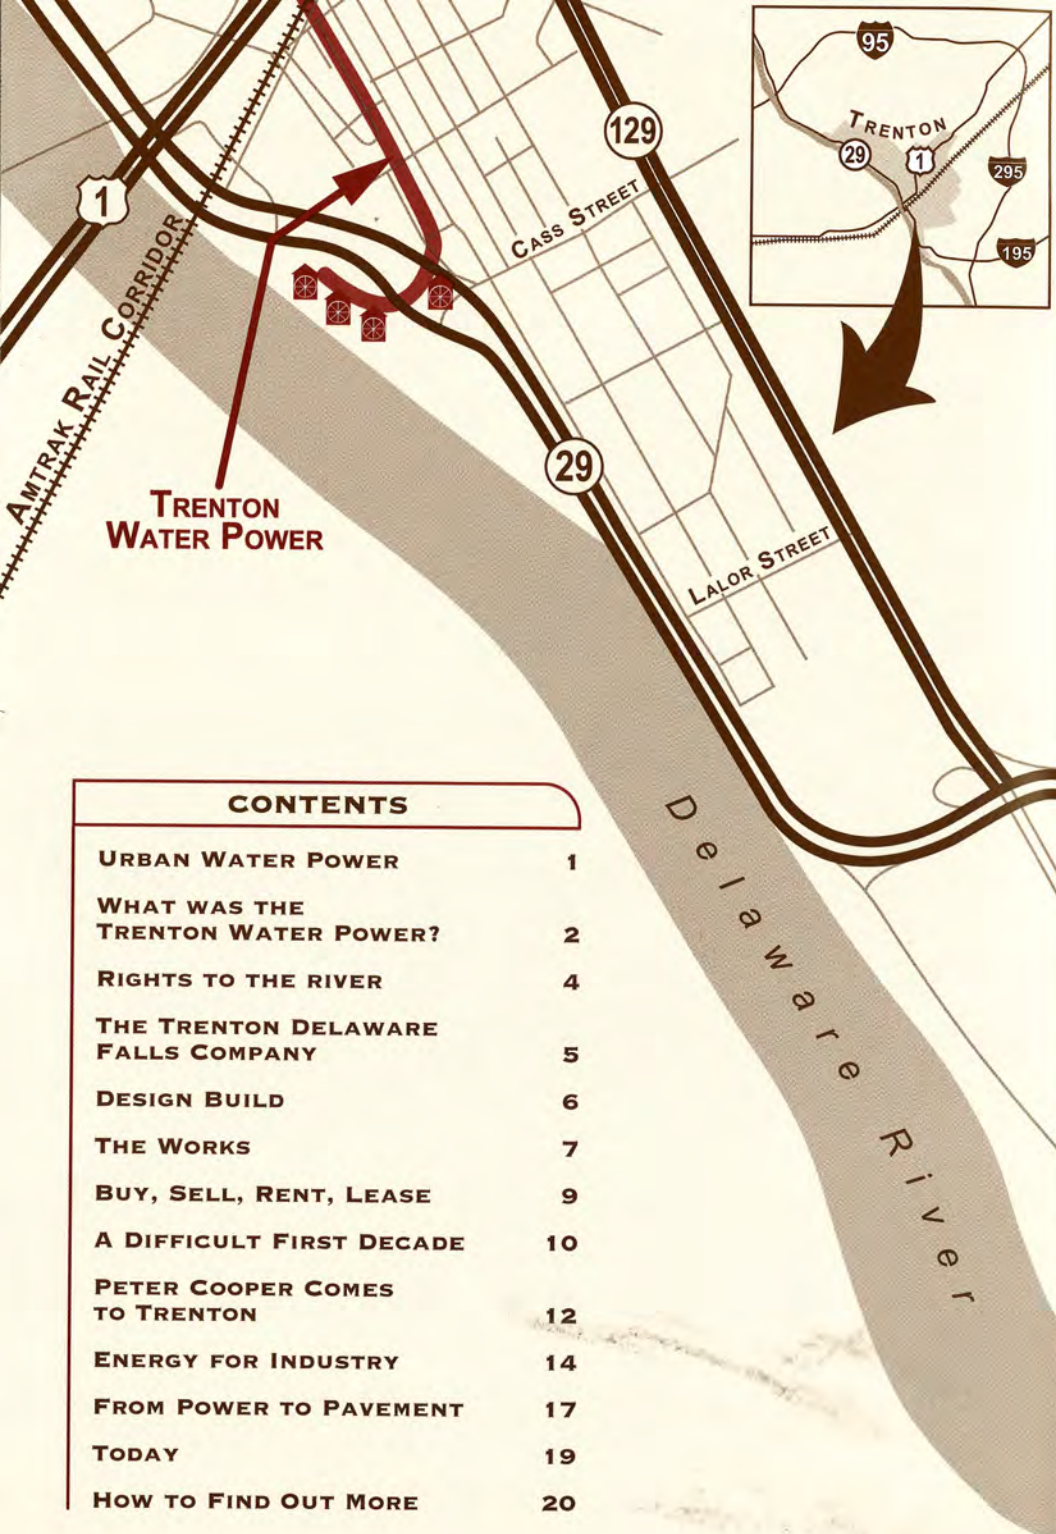 95
TRENTON
29
1
295
195
129
1
CASS STREET
AMTRAK RAIL CORRIDOR
29
TRENTON
WATER POWER
LALOR STREET
Delaware River
CONTENTS
URBAN WATER POWER 1
WHAT WAS THE
TRENTON WATER POWER? 2
RIGHTS TO THE RIVER 4
THE TRENTON DELAWARE
FALLS COMPANY 5
DESIGN BUILD 6
THE WORKS 7
BUY, SELL, RENT, LEASE 9
A DIFFICULT FIRST DECADE 10
PETER COOPER COMES
TO TRENTON 12
ENERGY FOR INDUSTRY 14
FROM POWER TO PAVEMENT 17
TODAY 19
HOW TO FIND OUT MORE 20